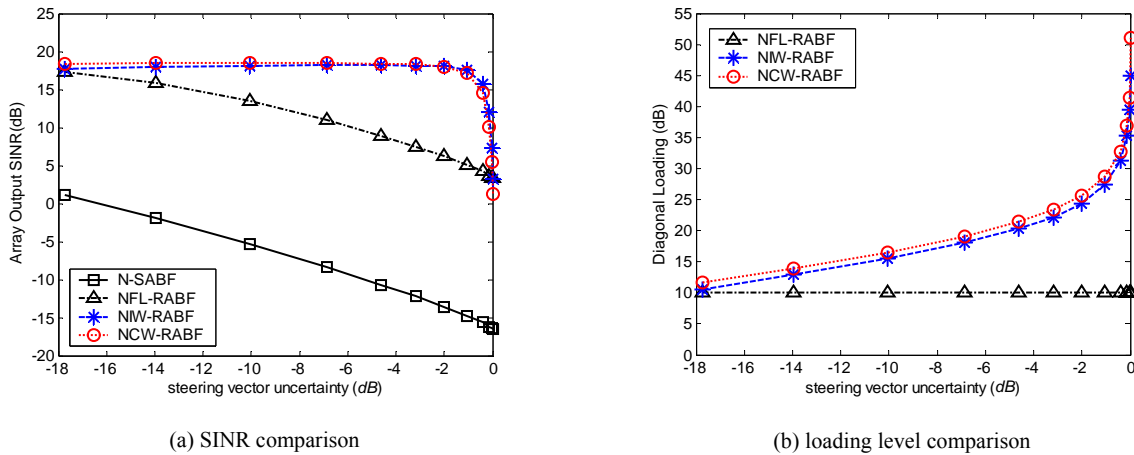 25
20
15
10
5
0
-5
-10
-15
-20
Array Output SINR(dB)
N-SABF
NFL-RABF
NIW-RABF
NCW-RABF
-18 -16 -14 -12 -10 -8 -6 -4 -2 0
steering vector uncertainty (dB)
(a) SINR comparison
55
50
45
40
35
30
25
20
15
10
5
0
Diagonal Loading (dB)
NFL-RABF
NIW-RABF
NCW-RABF
-18 -16 -14 -12 -10 -8 -6 -4 -2 0
steering vector uncertainty (dB)
(b) loading level comparison